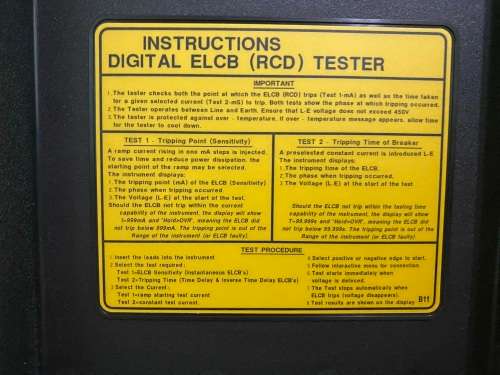 INSTRUCTIONS
DIGITAL ELCB (RCD) TESTER
IMPORTANT
1. The tester checks both the point at which the ELCB (RCD) trips (Test 1-mA) as well as the time taken
for a given selected current (Test 2-mS) to trip. Both tests show the phase at which tripping occurred.
2. The Tester operates between Line and Earth. Ensure that L-E voltage does not exceed 450V
3. The tester is protected against over - temperature. If over - temperature message appears, allow time
for the tester to cool down.
TEST 1 - Tripping Point (Sensitivity)
A ramp current rising in one mA steps is injected.
To save time and reduce power dissipation, the
starting point of the ramp may be selected.
The instrument displays:
1. The tripping point (mA) of the ELCB (Sensitivity)
2. The phase when tripping occurred
3. The Voltage (L-E) at the start of the test.
Should the ELCB not trip within the current
capability of the instrument, the display will show
I>999mA and 'Hold=OVR', meaning the ELCB did
not trip below 999mA. The tripping point is out of the
Range of the instrument (or ELCB faulty)
TEST 2 - Tripping Time of Breaker
A preselected constant current is introduced L-E
The instrument displays:
1. The tripping time of the ELCB.
2. The phase when tripping occurred.
3. The Voltage (L-E) at the start of the test
Should the ELCB not trip within the testing time
capability of the instrument, the display will show
T>99.999s and 'Hold=OVR', meaning the ELCB did
not trip below 99.999s. The tripping point is out of the
Range of the instrument (or ELCB faulty)
TEST PROCEDURE
1. Insert the leads into the instrument
2. Select the test required:
Test 1=ELCB Sensitivity (Instantaneous ELCB's)
Test 2=Tripping Time (Time Delay & Inverse Time Delay ELCB's)
3. Select the Current:
Test 1=ramp starting test current
Test 2=constant test current.
4. Select positive or negative edge to start.
5. Follow interactive menu for connection.
6. Test starts immediately when
voltage is detected.
7. The Test stops automatically when
ELCB trips (voltage disappears).
8. Test results are shown on the display
B11